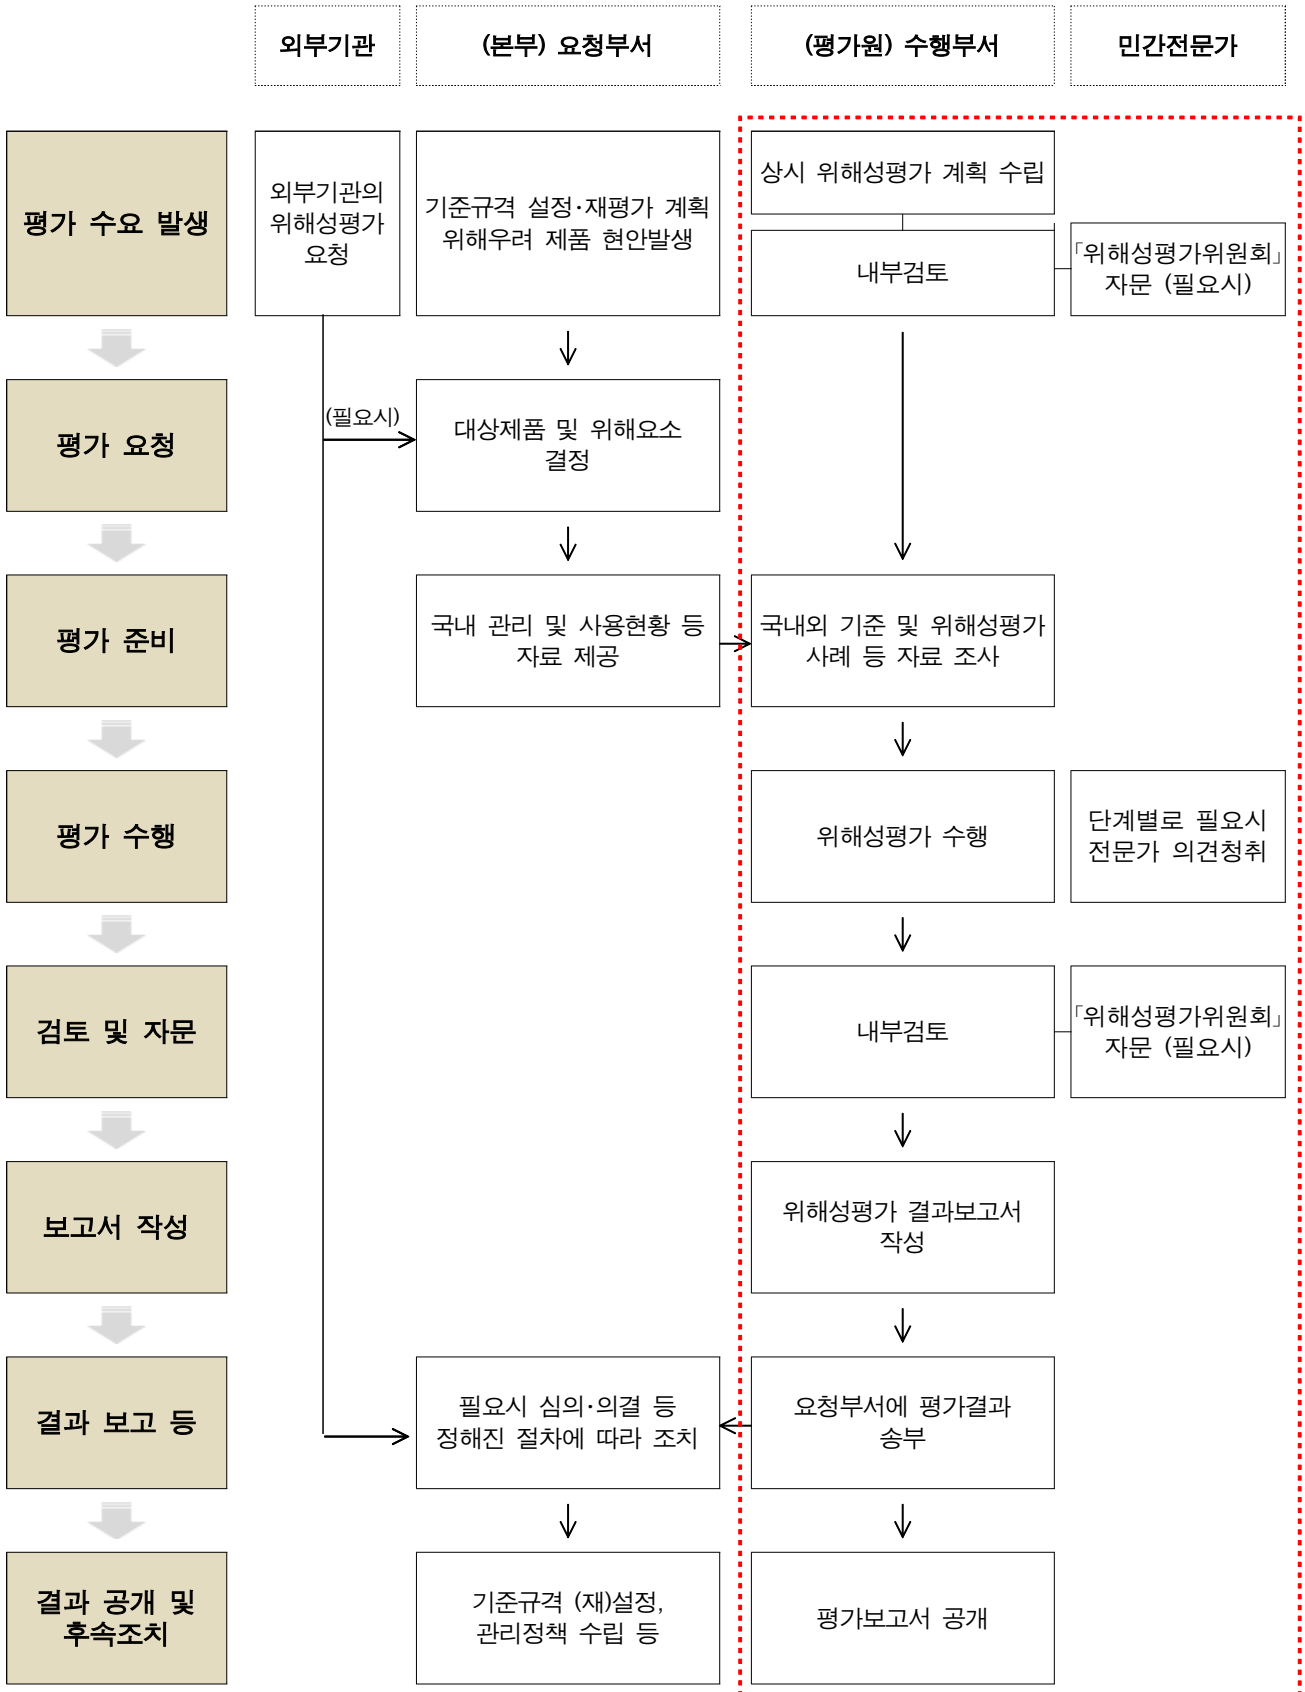 외부기관
(본부) 요청부서
(평가원) 수행부서
민간전문가
평가 수요 발생
외부기관의
위해성평가
요청
기준규격 설정·재평가 계획
위해우려 제품 현안발생
상시 위해성평가 계획 수립
내부검토
「위해성평가위원회」
자문 (필요시)
평가 요청
(필요시)
대상제품 및 위해요소
결정
평가 준비
국내 관리 및 사용현황 등
자료 제공
국내외 기준 및 위해성평가
사례 등 자료 조사
평가 수행
위해성평가 수행
단계별로 필요시
전문가 의견청취
검토 및 자문
내부검토
「위해성평가위원회」
자문 (필요시)
보고서 작성
위해성평가 결과보고서
작성
결과 보고 등
필요시 심의·의결 등
정해진 절차에 따라 조치
요청부서에 평가결과
송부
결과 공개 및
후속조치
기준규격 (재)설정,
관리정책 수립 등
평가보고서 공개